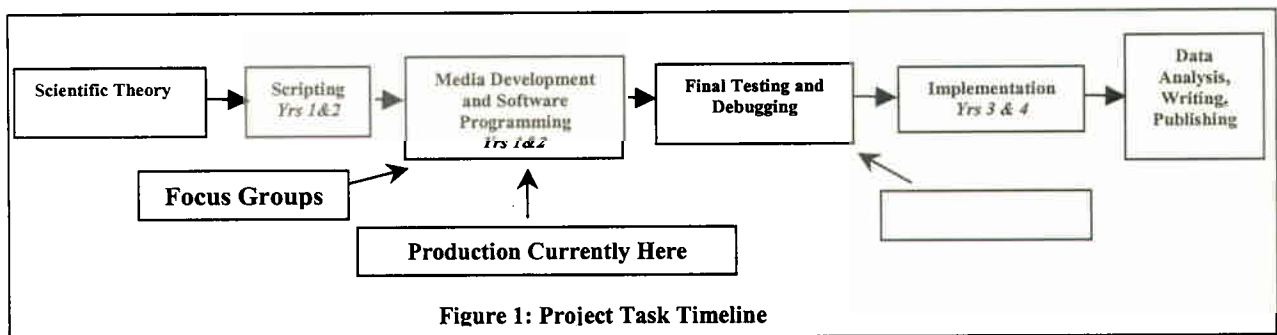 Scientific Theory
Scripting
Yrs 1&2
Media Development
and Software
Programming
Yrs 1&2
Final Testing and
Debugging
Implementation
Yrs 3 & 4
Data
Analysis,
Writing,
Publishing
Focus Groups
Production Currently Here
Figure 1: Project Task Timeline